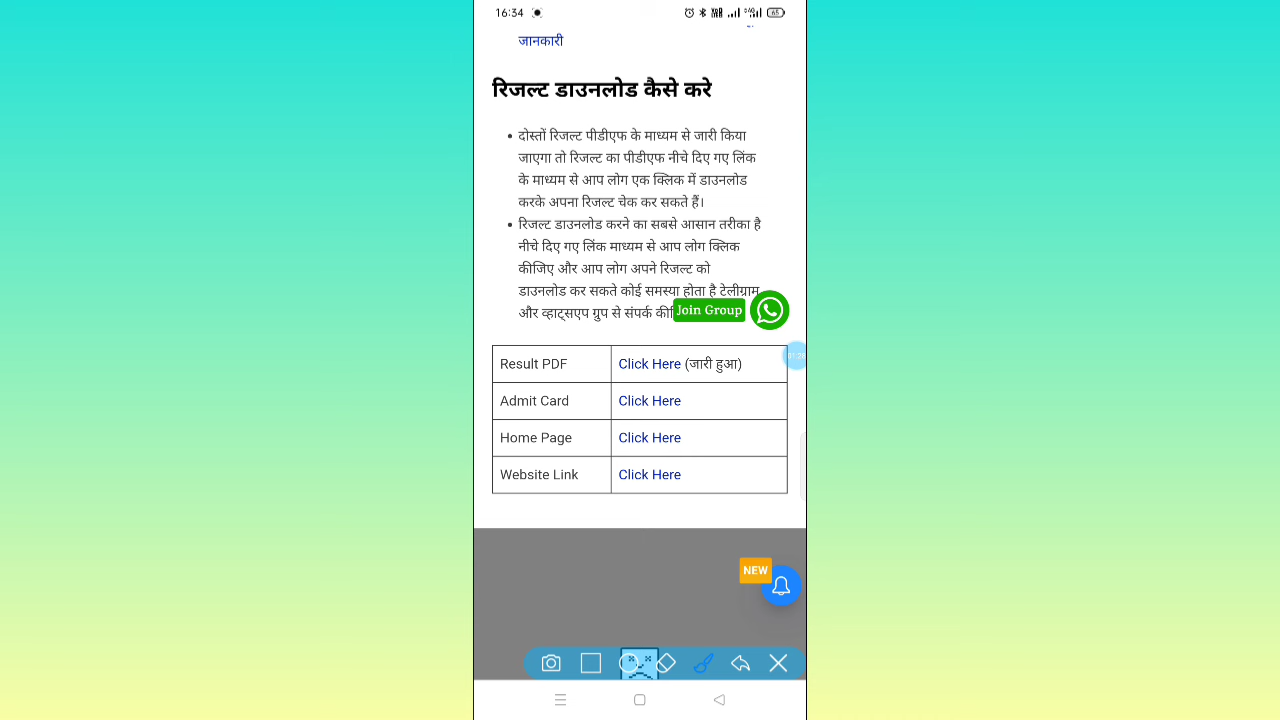 16:34
65
जानकारी
रिजल्ट डाउनलोड कैसे करे
दोस्तों रिजल्ट पीडीएफ के माध्यम से जारी किया
जाएगा तो रिजल्ट का पीडीएफ नीचे दिए गए लिंक
के माध्यम से आप लोग एक क्लिक में डाउनलोड
करके अपना रिजल्ट चेक कर सकते हैं।
रिजल्ट डाउनलोड करने का सबसे आसान तरीका है
नीचे दिए गए लिंक माध्यम से आप लोग क्लिक
कीजिए और आप लोग अपने रिजल्ट को
डाउनलोड कर सकते कोई समस्या होता है टेलीग्राम
और व्हाट्सएप ग्रुप से संपर्क
Join Group
Result PDF Click Here (जारी हुआ)
Admit Card Click Here
Home Page Click Here
Website Link Click Here
NEW